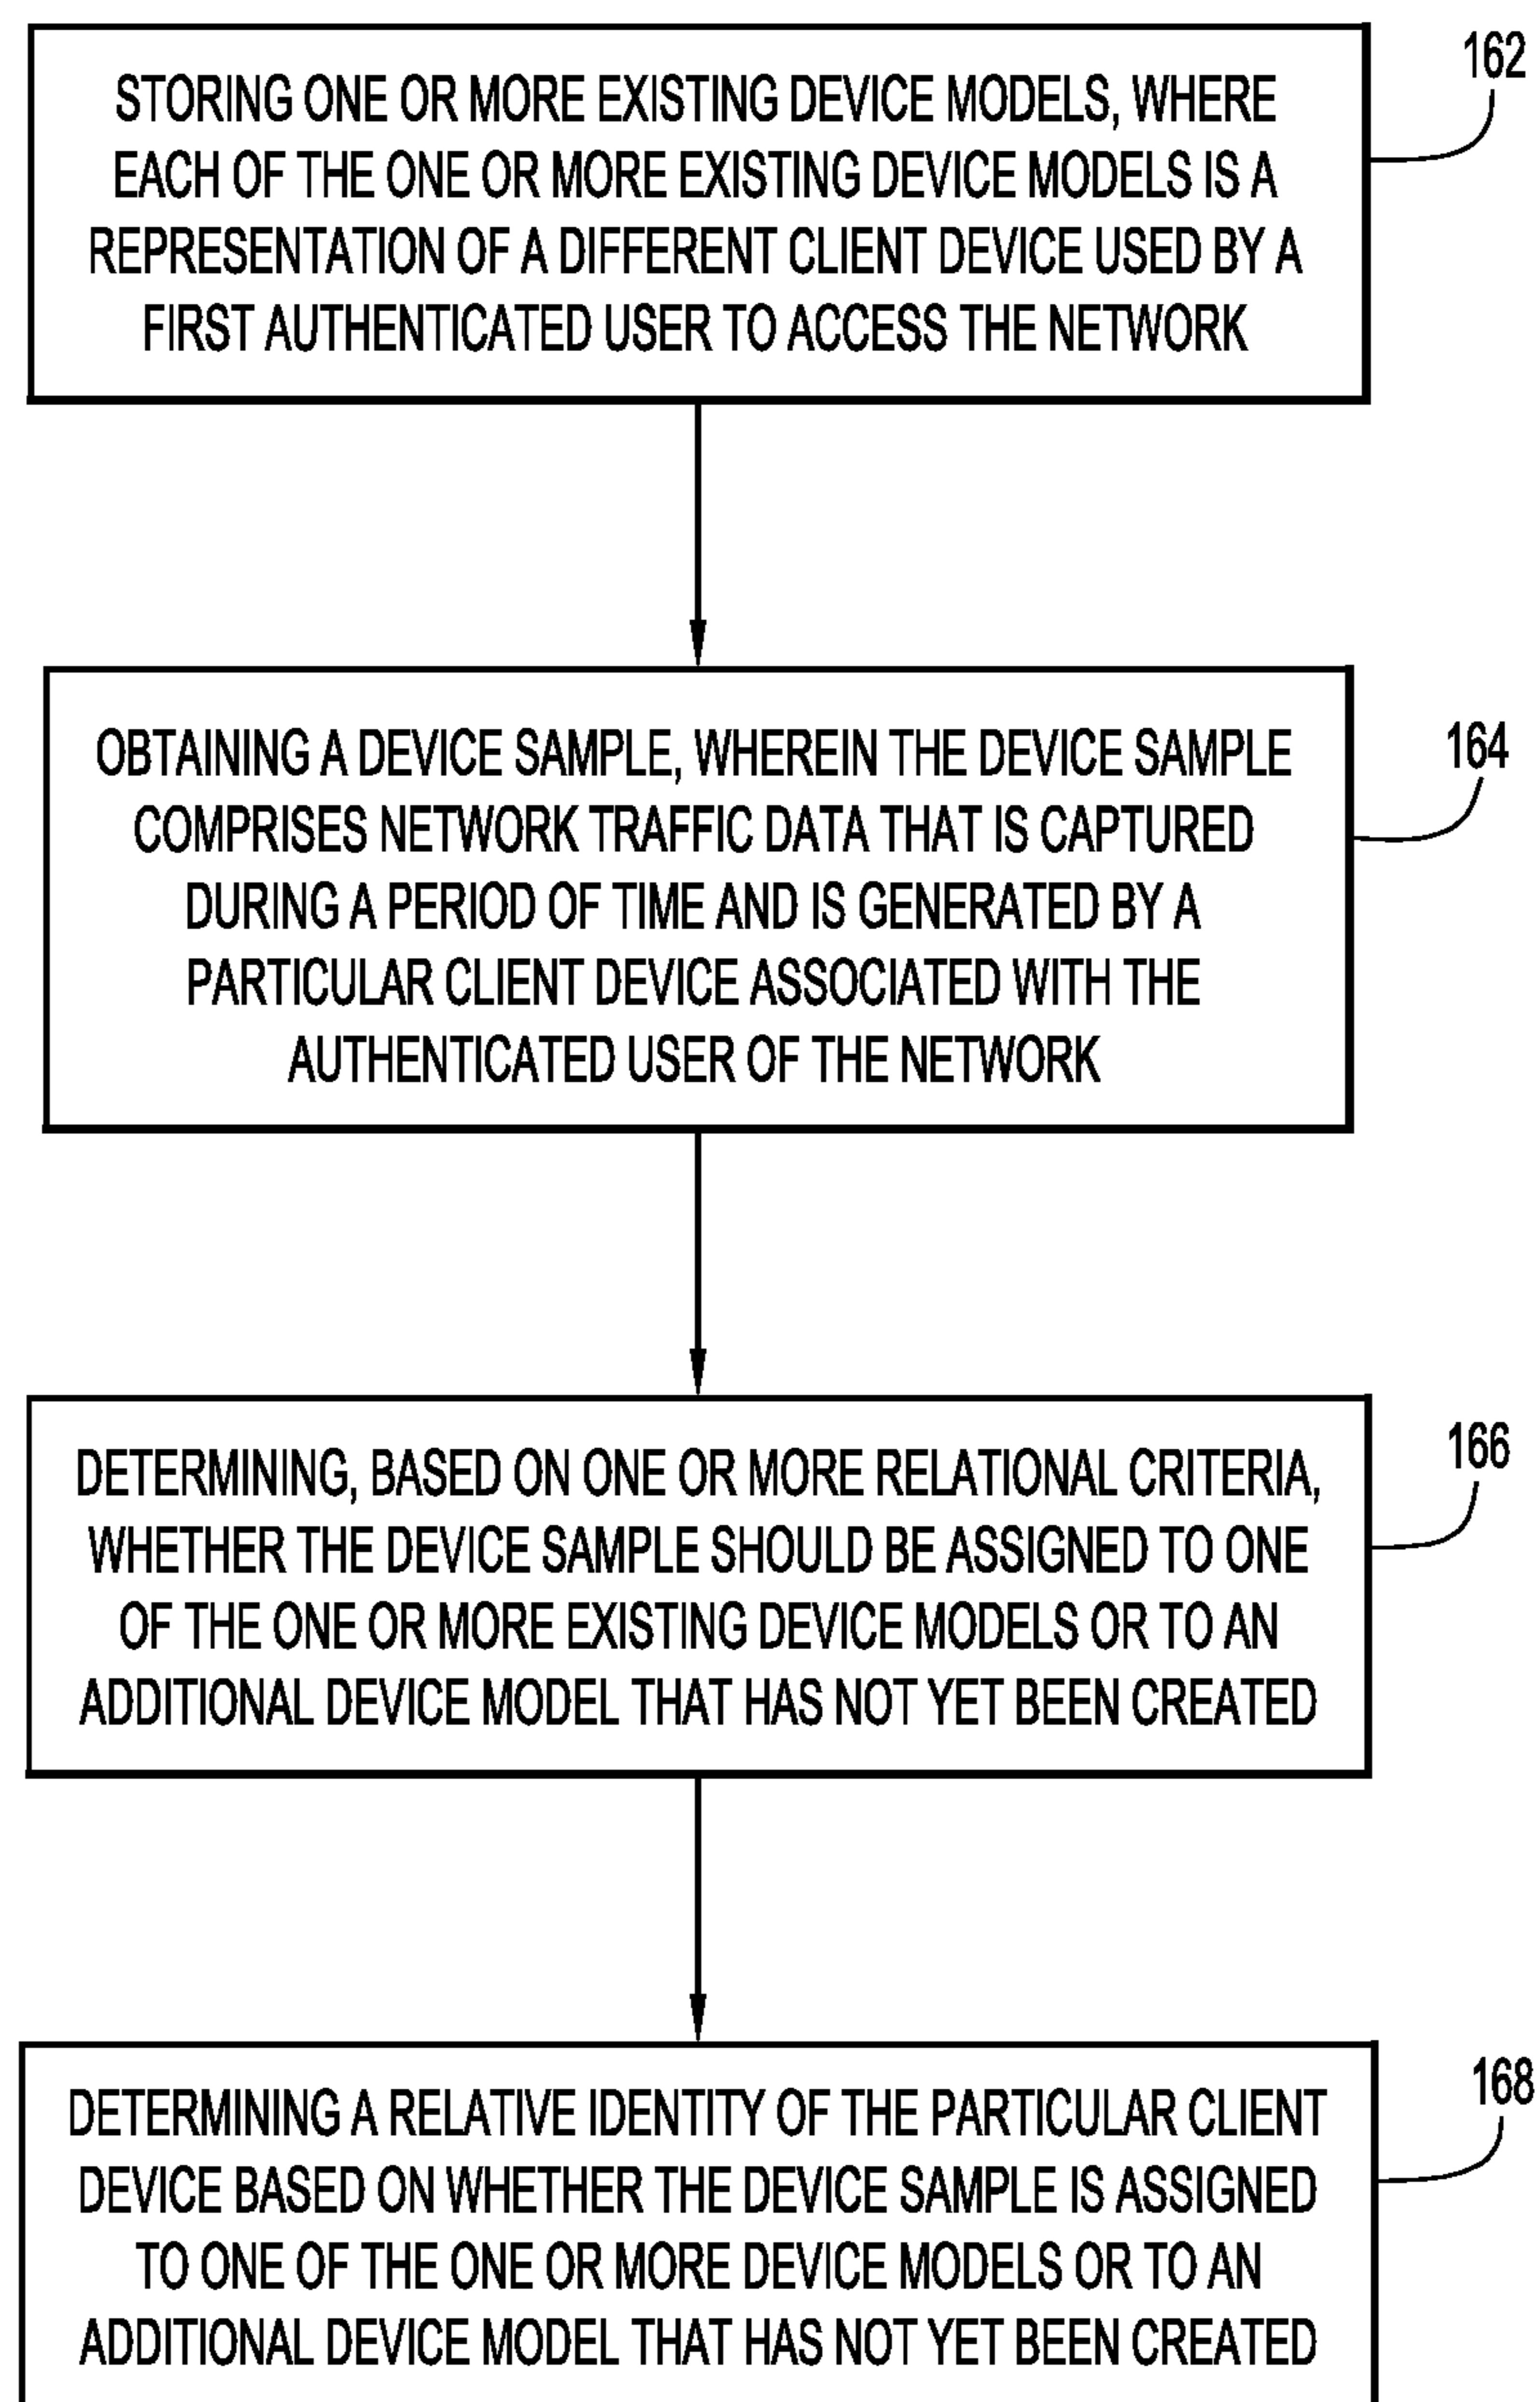 162
STORING ONE OR MORE EXISTING DEVICE MODELS, WHERE
EACH OF THE ONE OR MORE EXISTING DEVICE MODELS IS A
REPRESENTATION OF A DIFFERENT CLIENT DEVICE USED BY A
FIRST AUTHENTICATED USER TO ACCESS THE NETWORK
164
OBTAINING A DEVICE SAMPLE, WHEREIN THE DEVICE SAMPLE
COMPRISES NETWORK TRAFFIC DATA THAT IS CAPTURED
DURING A PERIOD OF TIME AND IS GENERATED BY A
PARTICULAR CLIENT DEVICE ASSOCIATED WITH THE
AUTHENTICATED USER OF THE NETWORK
166
DETERMINING, BASED ON ONE OR MORE RELATIONAL CRITERIA,
WHETHER THE DEVICE SAMPLE SHOULD BE ASSIGNED TO ONE
OF THE ONE OR MORE EXISTING DEVICE MODELS OR TO AN
ADDITIONAL DEVICE MODEL THAT HAS NOT YET BEEN CREATED
168
DETERMINING A RELATIVE IDENTITY OF THE PARTICULAR CLIENT
DEVICE BASED ON WHETHER THE DEVICE SAMPLE IS ASSIGNED
TO ONE OF THE ONE OR MORE DEVICE MODELS OR TO AN
ADDITIONAL DEVICE MODEL THAT HAS NOT YET BEEN CREATED